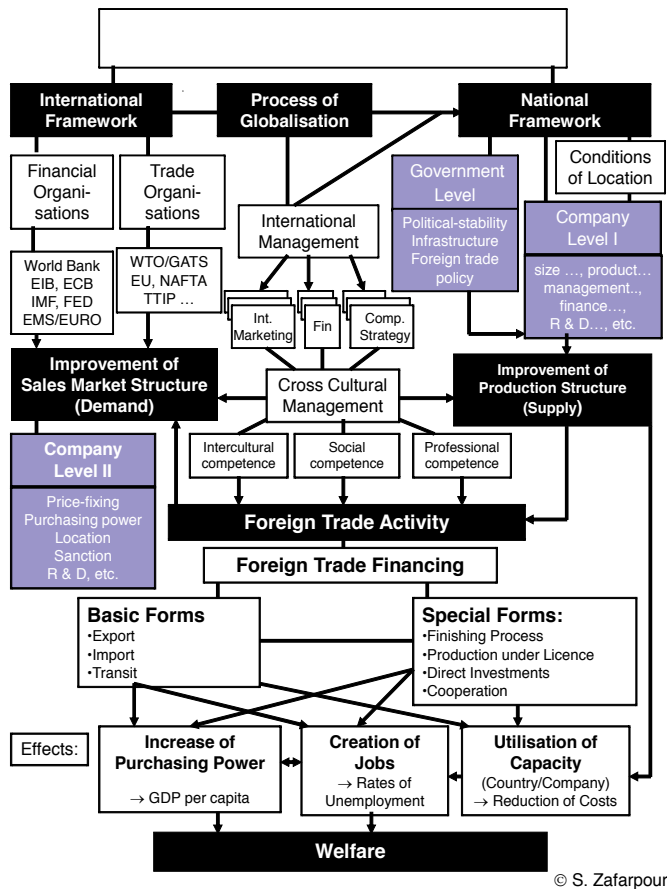 International
Framework
Process of
Globalisation
National
Framework
Financial
Organi-
sations
Trade
Organi-
sations
International
Management
Government
Level
Conditions
of Location
Political-stability
Infrastructure
Foreign trade
policy
Company
Level I
size ..., product...
management..,
finance...,
R & D..., etc.
World Bank
EIB, ECB
IMF, FED
EMS/EURO
WTO/GATS
EU, NAFTA
TTIP ...
Int.
Marketing
Fin
Comp.
Strategy
Improvement of
Sales Market Structure
(Demand)
Cross Cultural
Management
Improvement of
Production Structure
(Supply)
Company
Level II
Price-fixing
Purchasing power
Location
Sanction
R & D, etc.
Intercultural
competence
Social
competence
Professional
competence
Foreign Trade Activity
Foreign Trade Financing
Basic Forms
•Export
•Import
•Transit
Special Forms:
•Finishing Process
•Production under Licence
•Direct Investments
•Cooperation
Effects:
Increase of
Purchasing Power
→ GDP per capita
Creation of
Jobs
→ Rates of
Unemployment
Utilisation of
Capacity
(Country/Company)
→ Reduction of Costs
Welfare
© S. Zafarpour